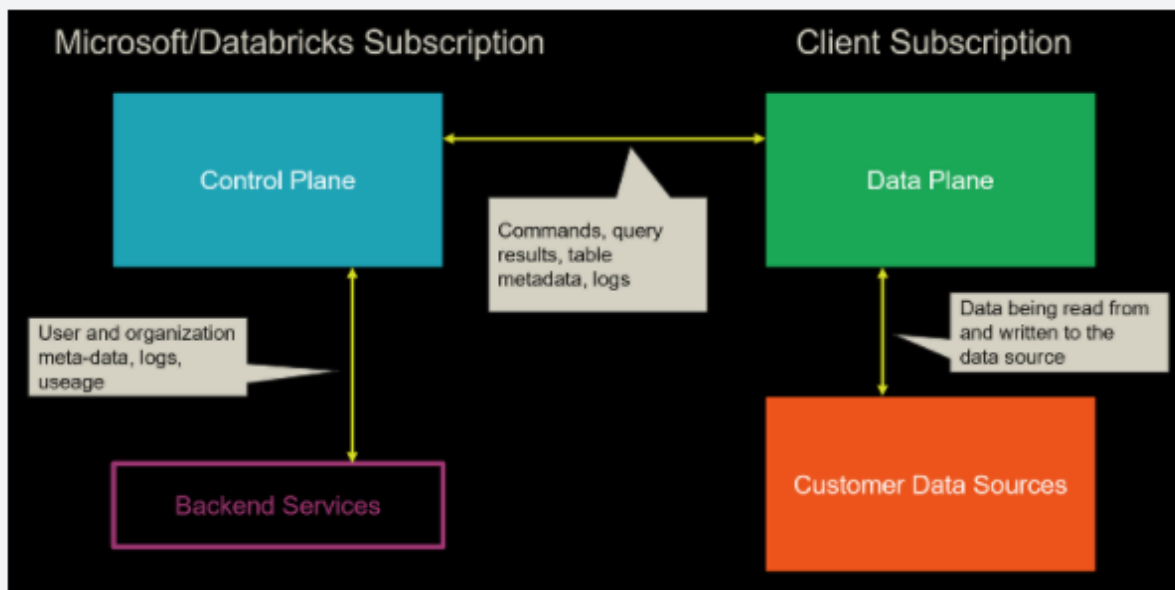 Microsoft/Databricks Subscription
Client Subscription
Control Plane
Data Plane
Commands, query
results, table
metadata, logs
User and organization
meta-data, logs,
useage
Data being read from
and written to the
data source
Backend Services
Customer Data Sources